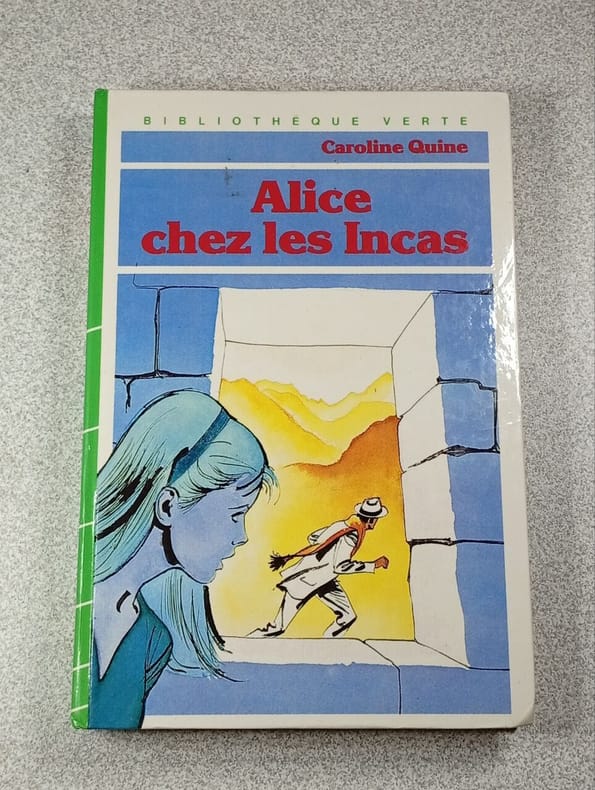 BIBLIOTHÈQUE VERTE
Caroline Quine
Alice
chez les Incas